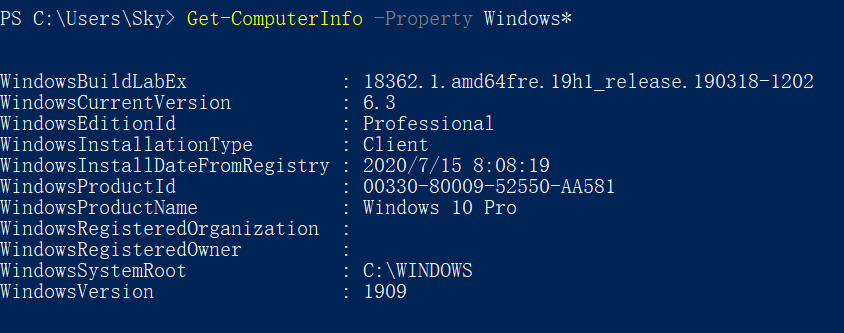 PS C:\Users\Sky> Get-ComputerInfo -Property Windows*
WindowsBuildLabEx : 18362.1.amd64fre.19h1_release.190318-1202
WindowsCurrentVersion : 6.3
WindowsEditionId : Professional
WindowsInstallationType : Client
WindowsInstallDateFromRegistry : 2020/7/15 8:08:19
WindowsProductId : 00330-80009-52550-AA581
WindowsProductName : Windows 10 Pro
WindowsRegisteredOrganization :
WindowsRegisteredOwner :
WindowsSystemRoot : C:\WINDOWS
WindowsVersion : 1909